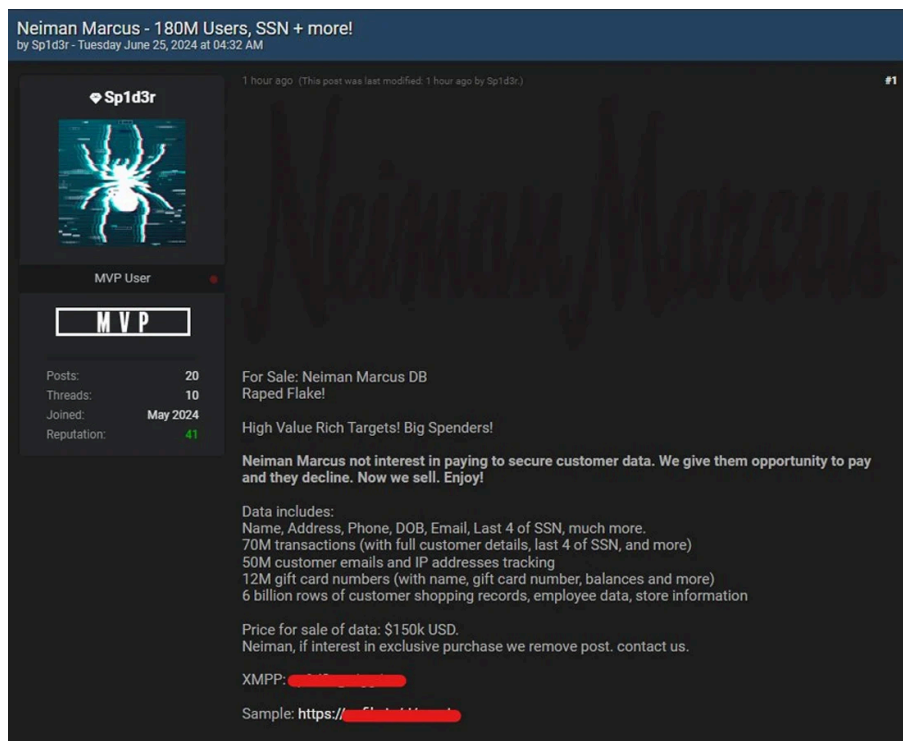 Neiman Marcus - 180M Users, SSN + more!
by Sp1d3r - Tuesday June 25, 2024 at 04:32 AM
Sp1d3r
MVP User
MVP
Posts: 20
Threads: 10
Joined: May 2024
Reputation: 41
1 hour ago (This post was last modified: 1 hour ago by Sp1d3r.) #1
Neiman Marcus
For Sale: Neiman Marcus DB
Raped Flake!
High Value Rich Targets! Big Spenders!
Neiman Marcus not interest in paying to secure customer data. We give them opportunity to pay
and they decline. Now we sell. Enjoy!
Data includes:
Name, Address, Phone, DOB, Email, Last 4 of SSN, much more.
70M transactions (with full customer details, last 4 of SSN, and more)
50M customer emails and IP addresses tracking
12M gift card numbers (with name, gift card number, balances and more)
6 billion rows of customer shopping records, employee data, store information
Price for sale of data: $150k USD.
Neiman, if interest in exclusive purchase we remove post. contact us.
XMPP:
Sample: https://